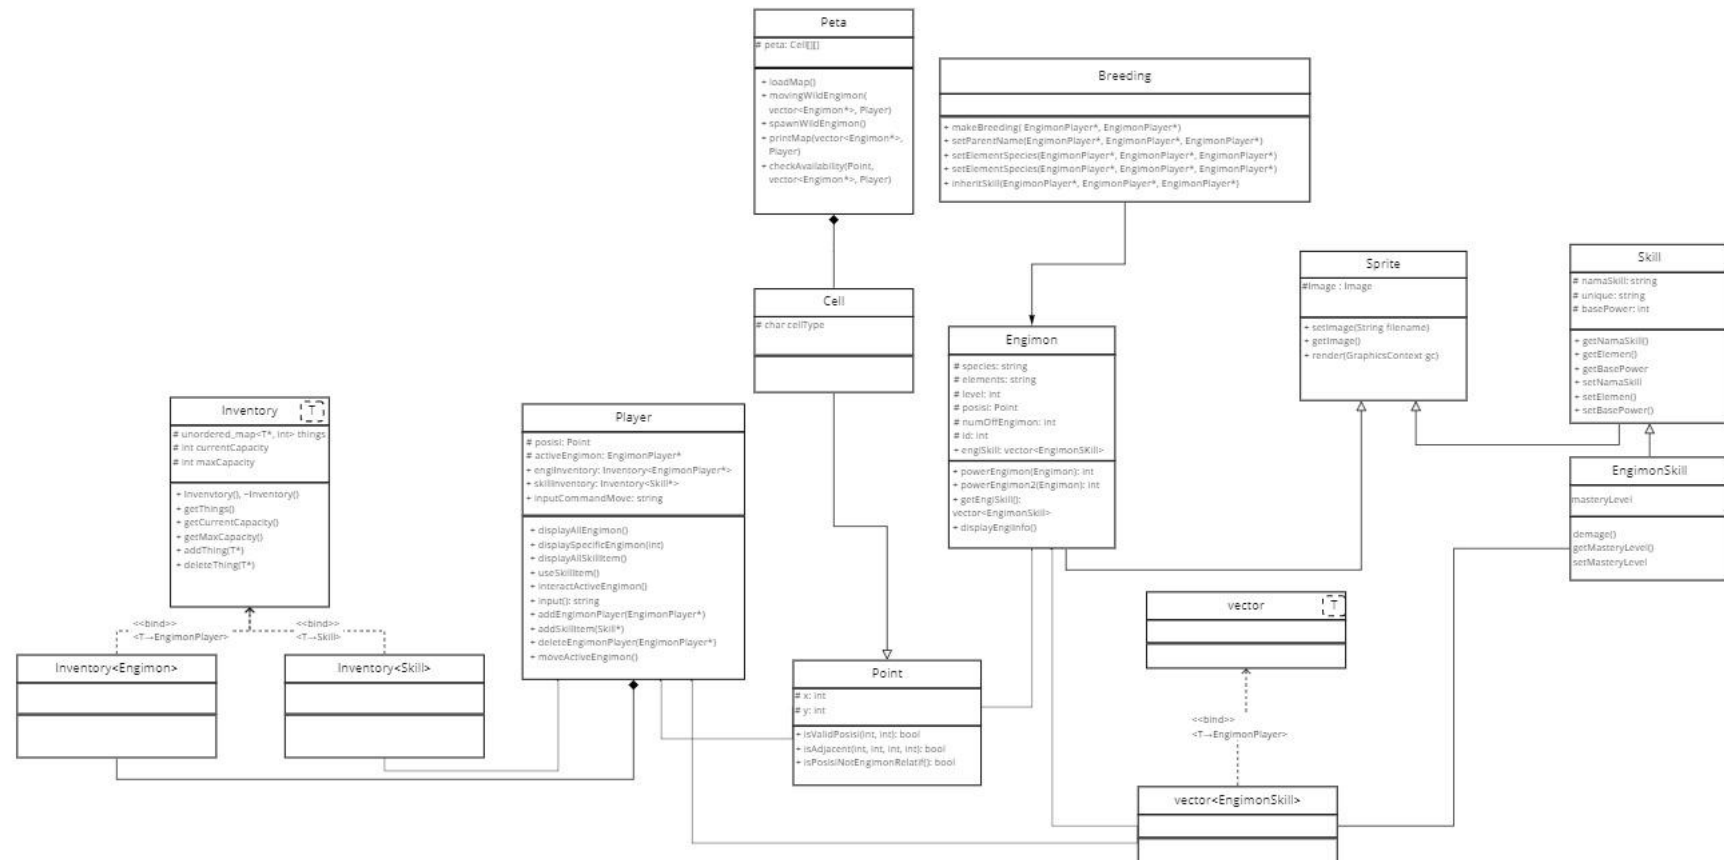 Peta
# peta: Cell[][]
+ loadMap()
+ movingWildEngimon(
vector<Engimon*>, Player)
+ spawnWildEngimon()
+ printMap(vector<Engimon*>,
Player)
+ checkAvailability(Point,
vector<Engimon*>, Player)
Breeding
+ makeBreeding( EngimonPlayer*, EngimonPlayer*)
+ setParentName(EngimonPlayer*, EngimonPlayer*, EngimonPlayer*)
+ setElementSpecies(EngimonPlayer*, EngimonPlayer*, EngimonPlayer*)
+ setElementSpecies(EngimonPlayer*, EngimonPlayer*, EngimonPlayer*)
+ inheritSkill(EngimonPlayer*, EngimonPlayer*, EngimonPlayer*)
Sprite
#Image : Image
+ setImage(String filename)
+ getImage()
+ render(GraphicsContext gc)
Skill
# namaSkill: string
# unique: string
# basePower: int
+ getNamaSkill()
+ getElemen()
+ getBasePower
+ setNamaSkill
+ setElemen()
+ setBasePower()
Cell
# char cellType
Engimon
# species: string
# elements: string
# level: int
# posisi: Point
# numOffEngimon: int
# id: int
+ engiSkill: vector<EngimonSKill>
+ powerEngimon(Engimon): int
+ powerEngimon2(Engimon): int
+ getEngiSkill():
vector<EngimonSkill>
+ displayEngiInfo()
Inventory
T
# unordered_map<T*, int> things
# int currentCapacity
# int maxCapacity
+ Invenvtory(), ~Inventory()
+ getThings()
+ getCurrentCapacity()
+ getMaxCapacity()
+ addThing(T*)
+ deleteThing(T*)
Player
# posisi: Point
# activeEngimon: EngimonPlayer*
+ engiInventory: Inventory<EngimonPlayer*>
+ skillInventory: Inventory<Skill*>
+ inputCommandMove: string
+ displayAllEngimon()
+ displaySpecificEngimon(int)
+ displayAllSkillItem()
+ useSkillItem()
+ interactActiveEngimon()
+ input(): string
+ addEngimonPlayer(EngimonPlayer*)
+ addSkillItem(Skill*)
+ deleteEngimonPlayer(EngimonPlayer*)
+ moveActiveEngimon()
EngimonSkill
masteryLevel
demage()
getMasteryLevel()
setMasteryLevel
vector
T
<<bind>>
<T→EngimonPlayer>
<<bind>>
<T→Skill>
Inventory<Engimon>
Inventory<Skill>
Point
# x: int
# y: int
+ isValidPosisi(int, int): bool
+ isAdjacent(int, int, int, int): bool
+ isPosisiNotEngimonRelatif(): bool
<<bind>>
<T→EngimonPlayer>
vector<EngimonSkill>